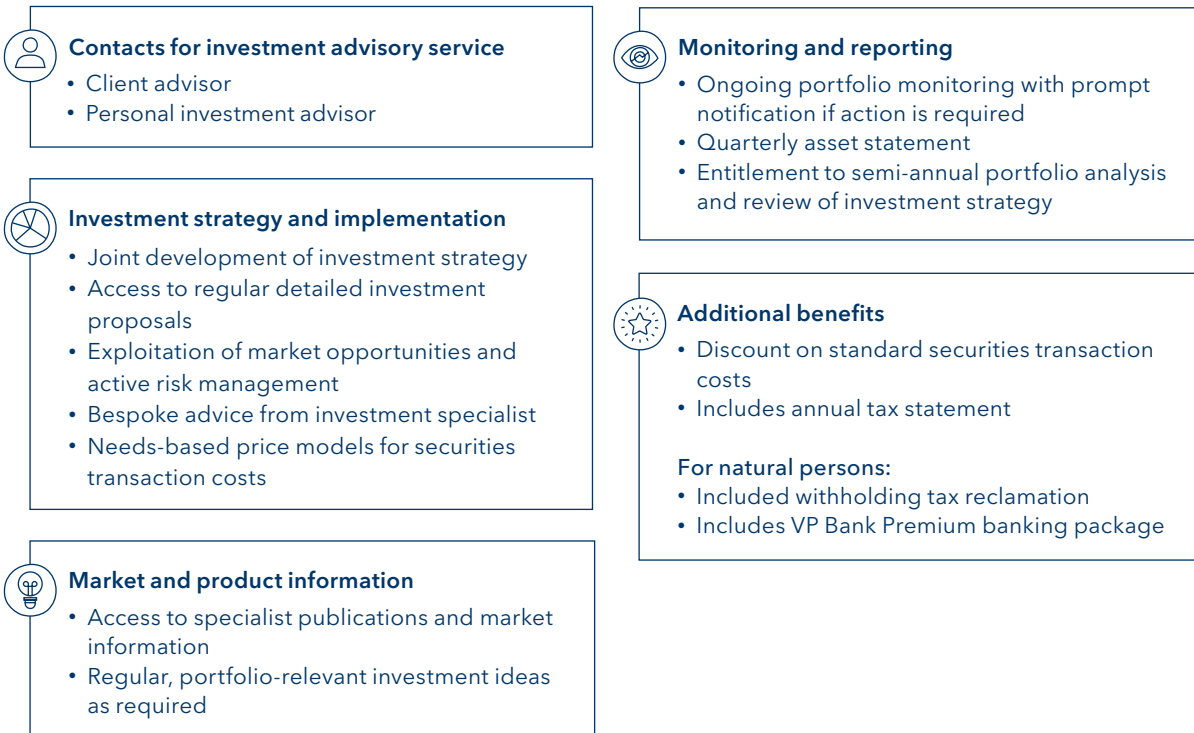 Contacts for investment advisory service
• Client advisor
• Personal investment advisor
Investment strategy and implementation
• Joint development of investment strategy
• Access to regular detailed investment
proposals
• Exploitation of market opportunities and
active risk management
• Bespoke advice from investment specialist
• Needs-based price models for securities
transaction costs
Market and product information
• Access to specialist publications and market
information
• Regular, portfolio-relevant investment ideas
as required
Monitoring and reporting
• Ongoing portfolio monitoring with prompt
notification if action is required
• Quarterly asset statement
• Entitlement to semi-annual portfolio analysis
and review of investment strategy
Additional benefits
• Discount on standard securities transaction
costs
• Includes annual tax statement
For natural persons:
• Included withholding tax reclamation
• Includes VP Bank Premium banking package